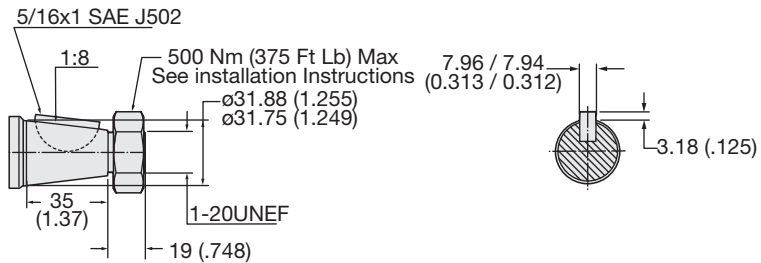 5/16x1 SAE J502
1:8
500 Nm (375 Ft Lb) Max
See installation Instructions
ø31.88 (1.255)
ø31.75 (1.249)
35
(1.37)
1-20UNEF
19 (.748)
7.96 / 7.94
(0.313 / 0.312)
3.18 (.125)